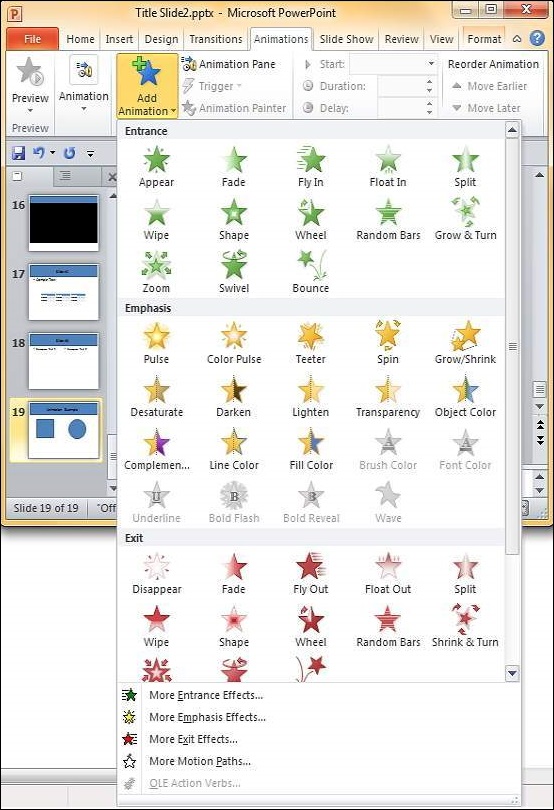 Title Slide2.pptx - Microsoft PowerPoint
File Home Insert Design Transitions Animations Slide Show Review View Format
Preview
Animation
Add Animation
Animation Pane
Trigger
Animation Painter
Start:
Duration:
Delay:
Reorder Animation
Move Earlier
Move Later
Preview
Entrance
Appear Fade Fly In Float In Split
Wipe Shape Wheel Random Bars Grow & Turn
Zoom Swivel Bounce
Emphasis
Pulse Color Pulse Teeter Spin Grow/Shrink
Desaturate Darken Lighten Transparency Object Color
Complemen... Line Color Fill Color Brush Color Font Color
Underline Bold Flash Bold Reveal Wave
Exit
Disappear Fade Fly Out Float Out Split
Wipe Shape Wheel Random Bars Shrink & Turn
More Entrance Effects...
More Emphasis Effects...
More Exit Effects...
More Motion Paths...
OLE Action Verbs...
16
17
18
19
Slide 19 of 19 "Off